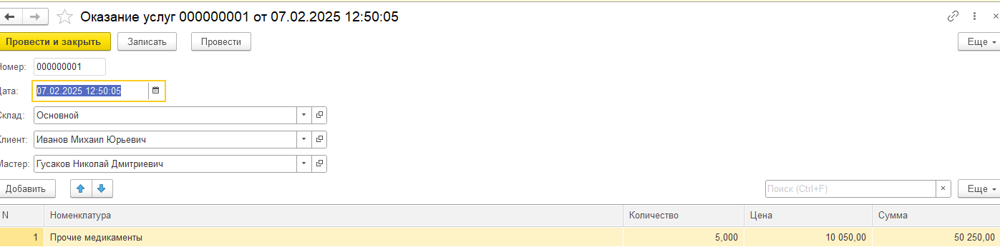 Оказание услуг 000000001 от 07.02.2025 12:50:05
Провести и закрыть Записать Провести Еще
Номер: 000000001
Дата: 07.02.2025 12:50:05
Склад: Основной
Клиент: Иванов Михаил Юрьевич
Мастер: Гусаков Николай Дмитриевич
Добавить Поиск (Ctrl+F) × Еще
N Номенклатура Количество Цена Сумма
1 Прочие медикаменты 5,000 10 050,00 50 250,00